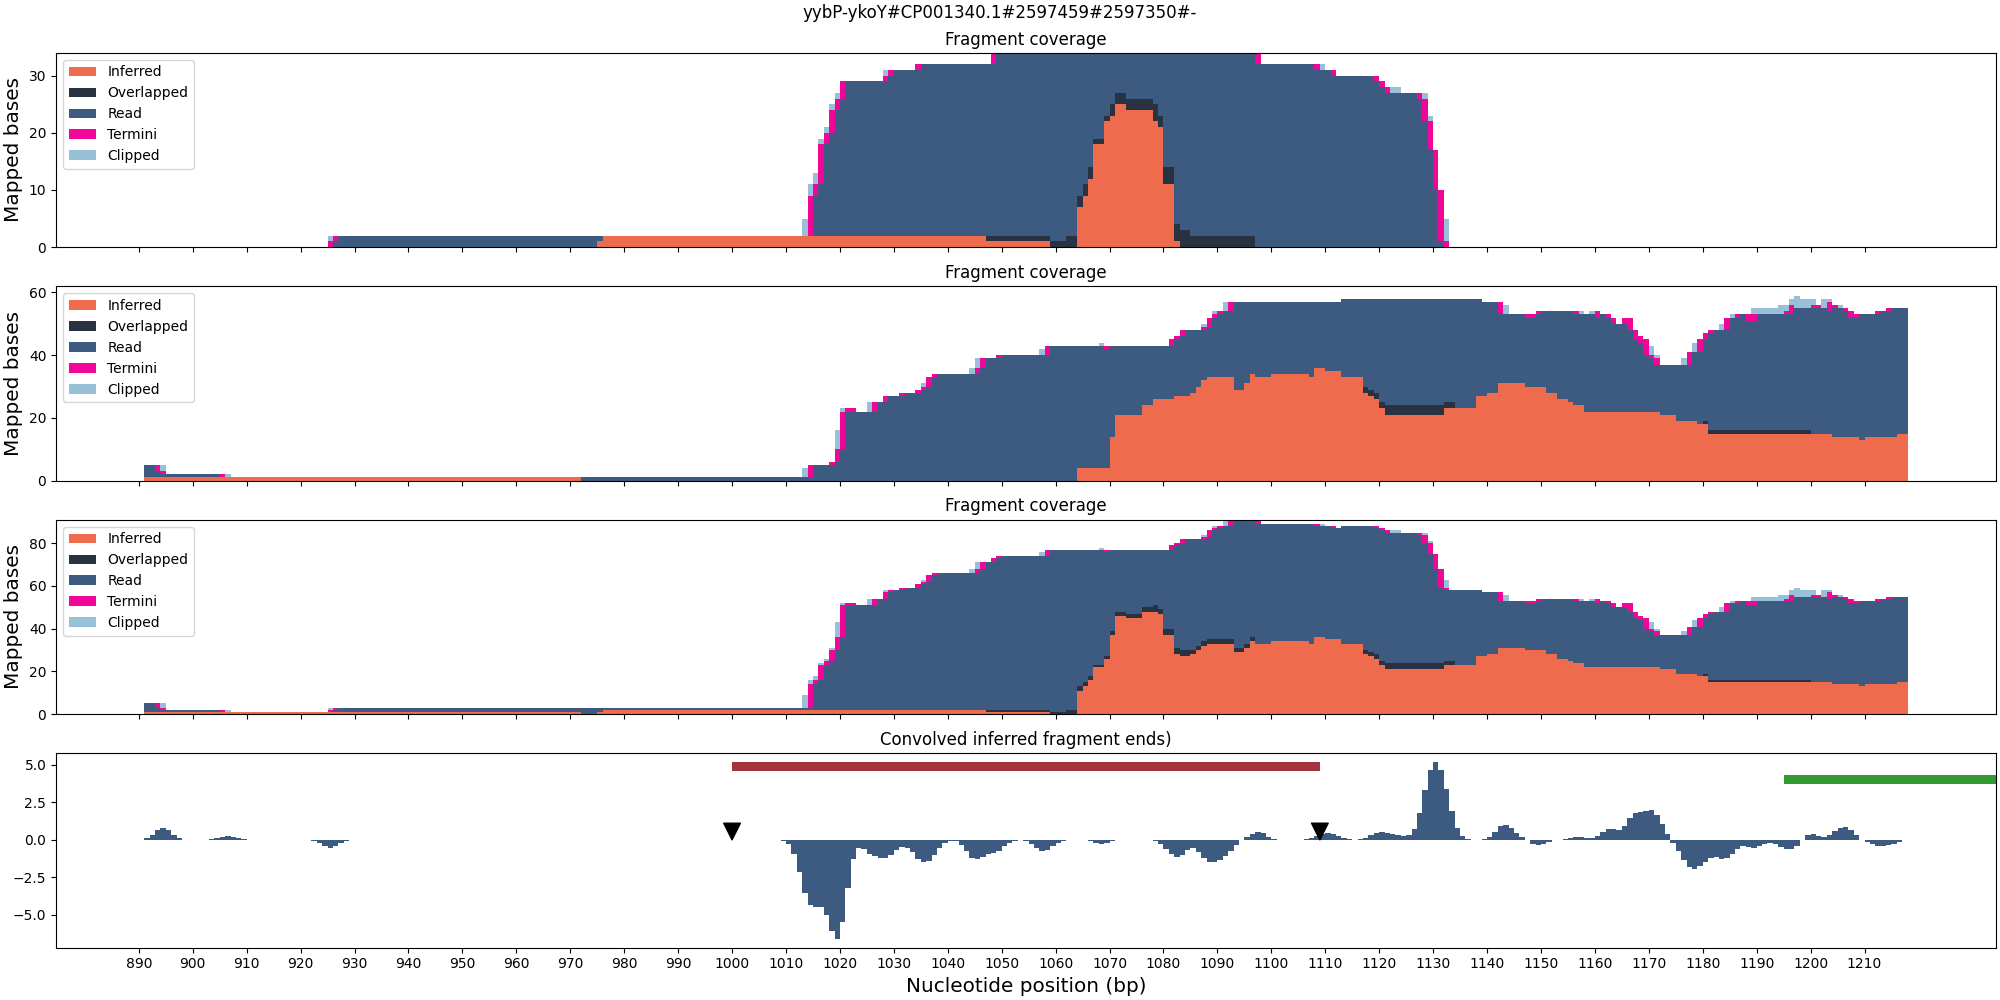 yybP-ykoY#CP001340.1#2597459#2597350#-
Fragment coverage
Mapped bases
30
20
10
0
Inferred
Overlapped
Read
Termini
Clipped
Fragment coverage
Mapped bases
60
40
20
0
Inferred
Overlapped
Read
Termini
Clipped
Fragment coverage
Mapped bases
80
60
40
20
0
Inferred
Overlapped
Read
Termini
Clipped
Convolved inferred fragment ends)
5.0
2.5
0.0
−2.5
−5.0
890 900 910 920 930 940 950 960 970 980 990 1000 1010 1020 1030 1040 1050 1060 1070 1080 1090 1100 1110 1120 1130 1140 1150 1160 1170 1180 1190 1200 1210
Nucleotide position (bp)